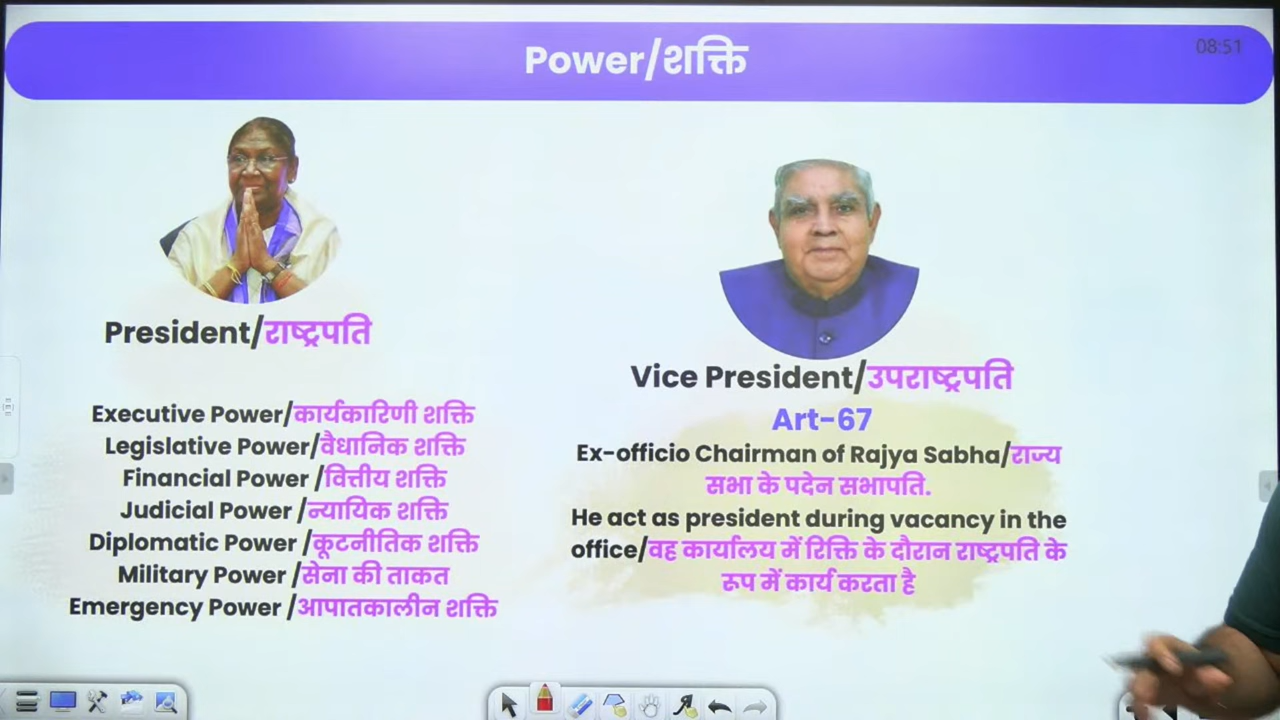 Power/शक्ति
08:51
President/राष्ट्रपति
Executive Power/कार्यकारिणी शक्ति
Legislative Power/वैधानिक शक्ति
Financial Power /वित्तीय शक्ति
Judicial Power /न्यायिक शक्ति
Diplomatic Power /कूटनीतिक शक्ति
Military Power /सेना की ताकत
Emergency Power /आपातकालीन शक्ति
Vice President/उपराष्ट्रपति
Art-67
Ex-officio Chairman of Rajya Sabha/राज्य
सभा के पदेन सभापति.
He act as president during vacancy in the
office/वह कार्यालय में रिक्ति के दौरान राष्ट्रपति के
रूप में कार्य करता है